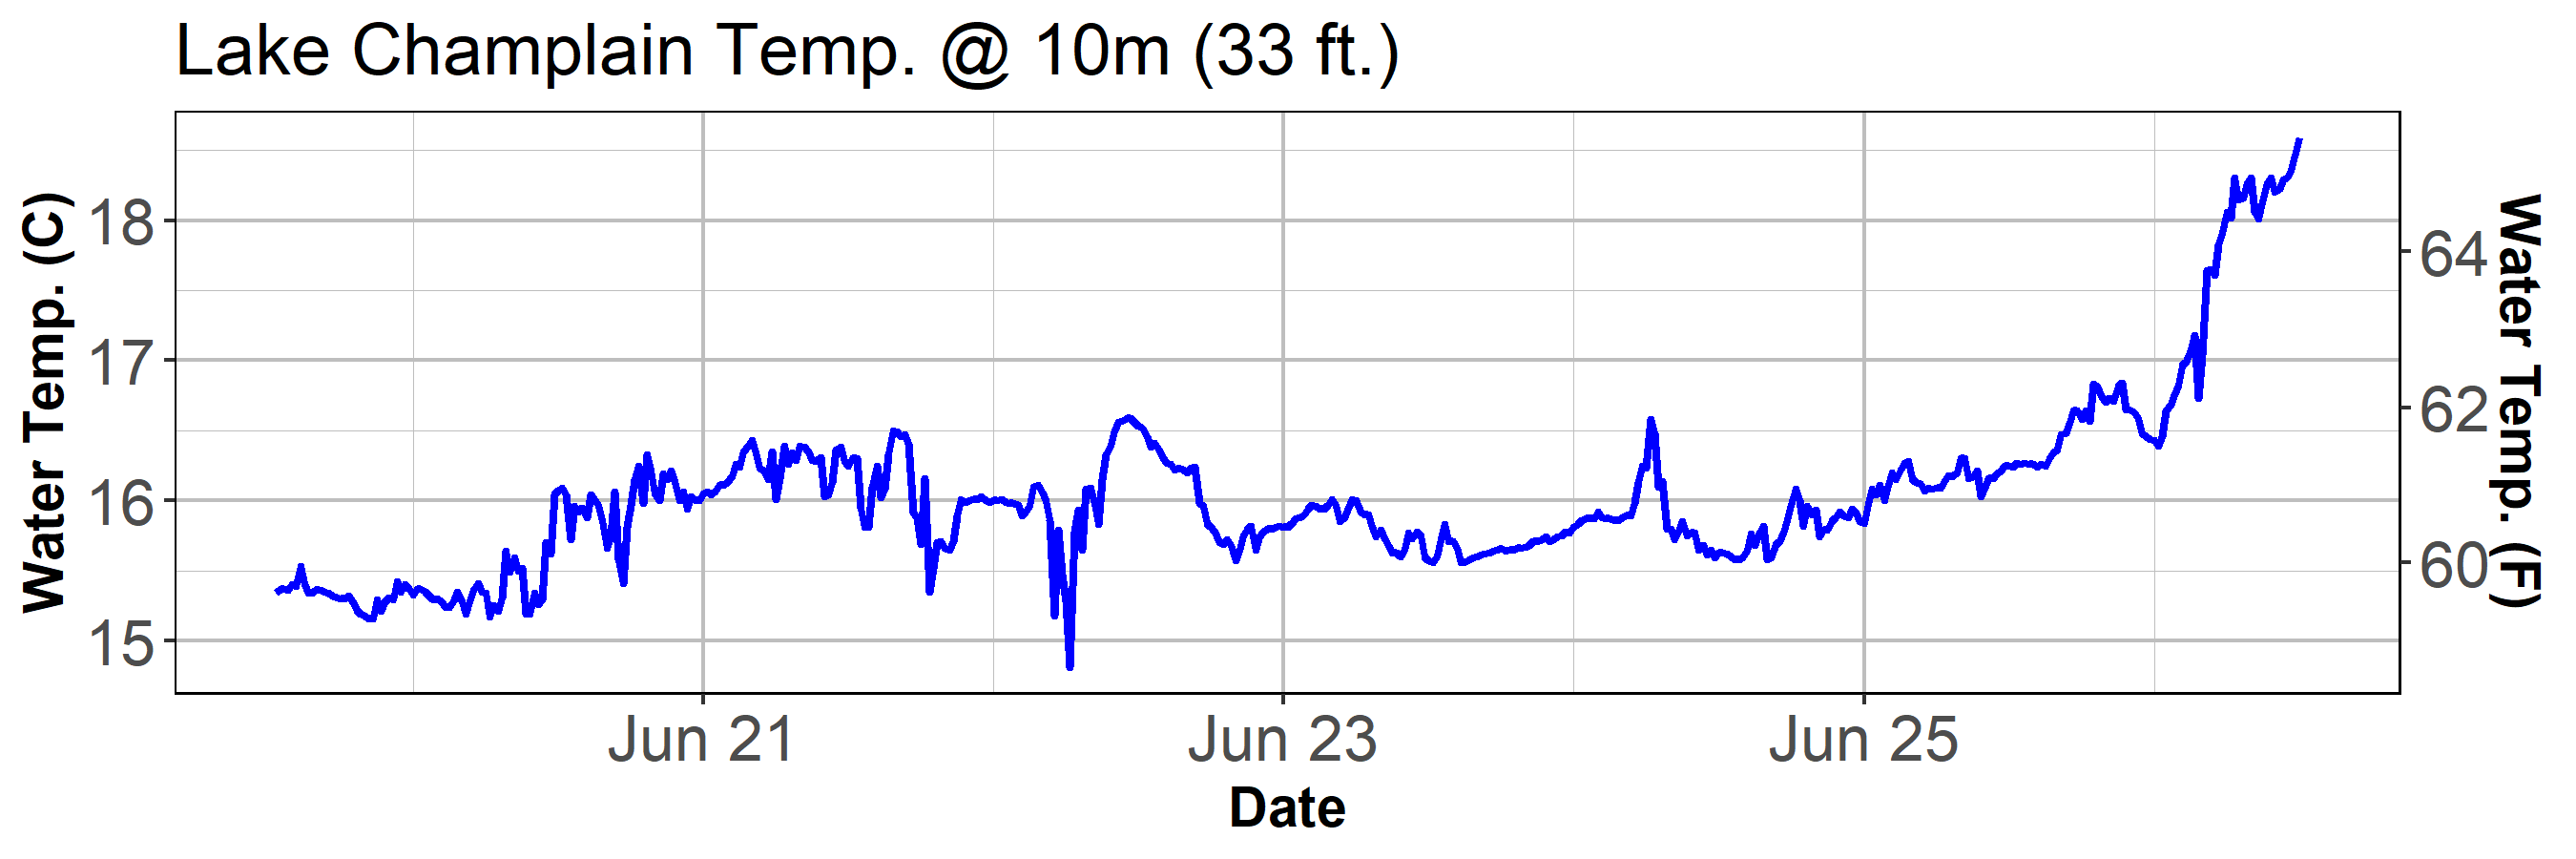 Lake Champlain Temp. @ 10m (33 ft.)
Water Temp. (C)
18
17
16
15
64
62
60
Water Temp. (F)
Jun 21
Jun 23
Jun 25
Date